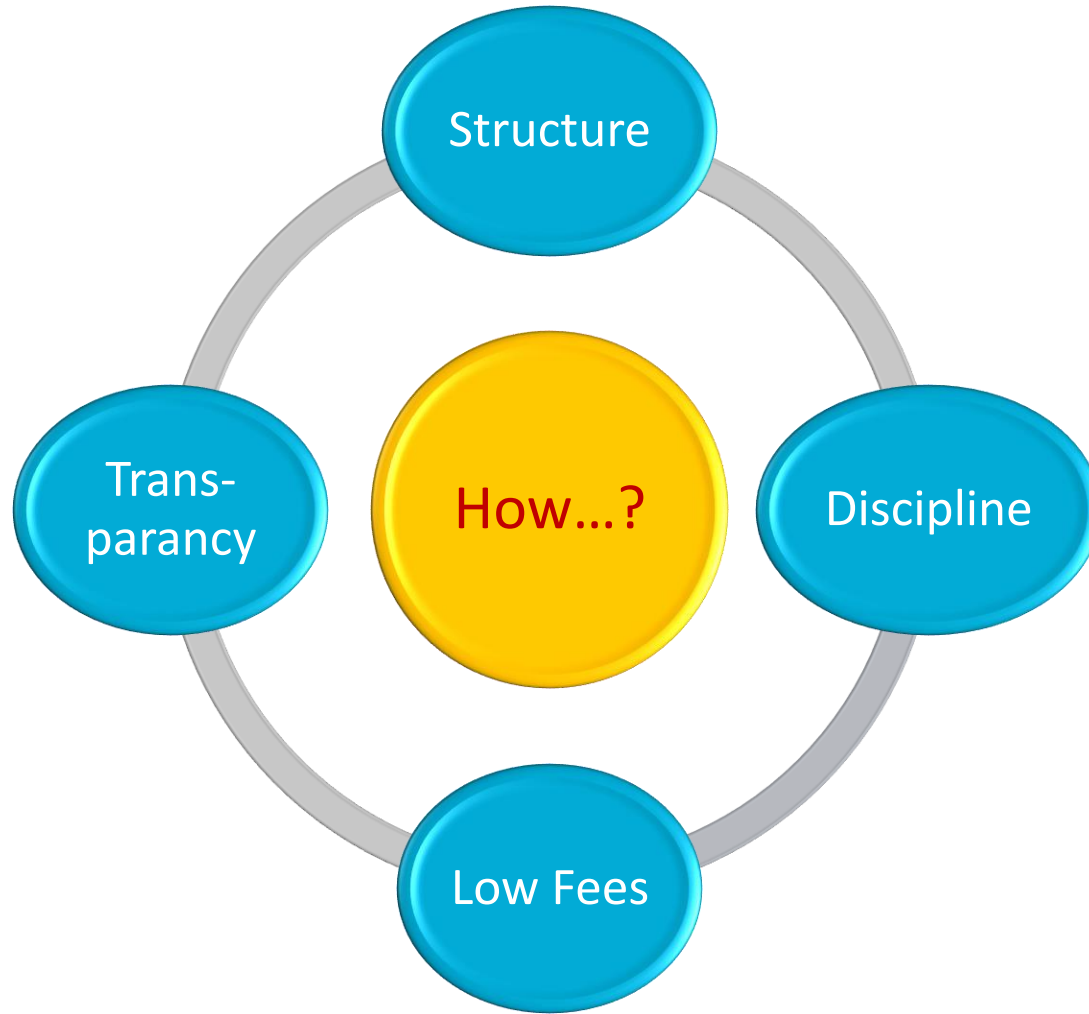 Structure
Trans-
parancy
How...?
Discipline
Low Fees